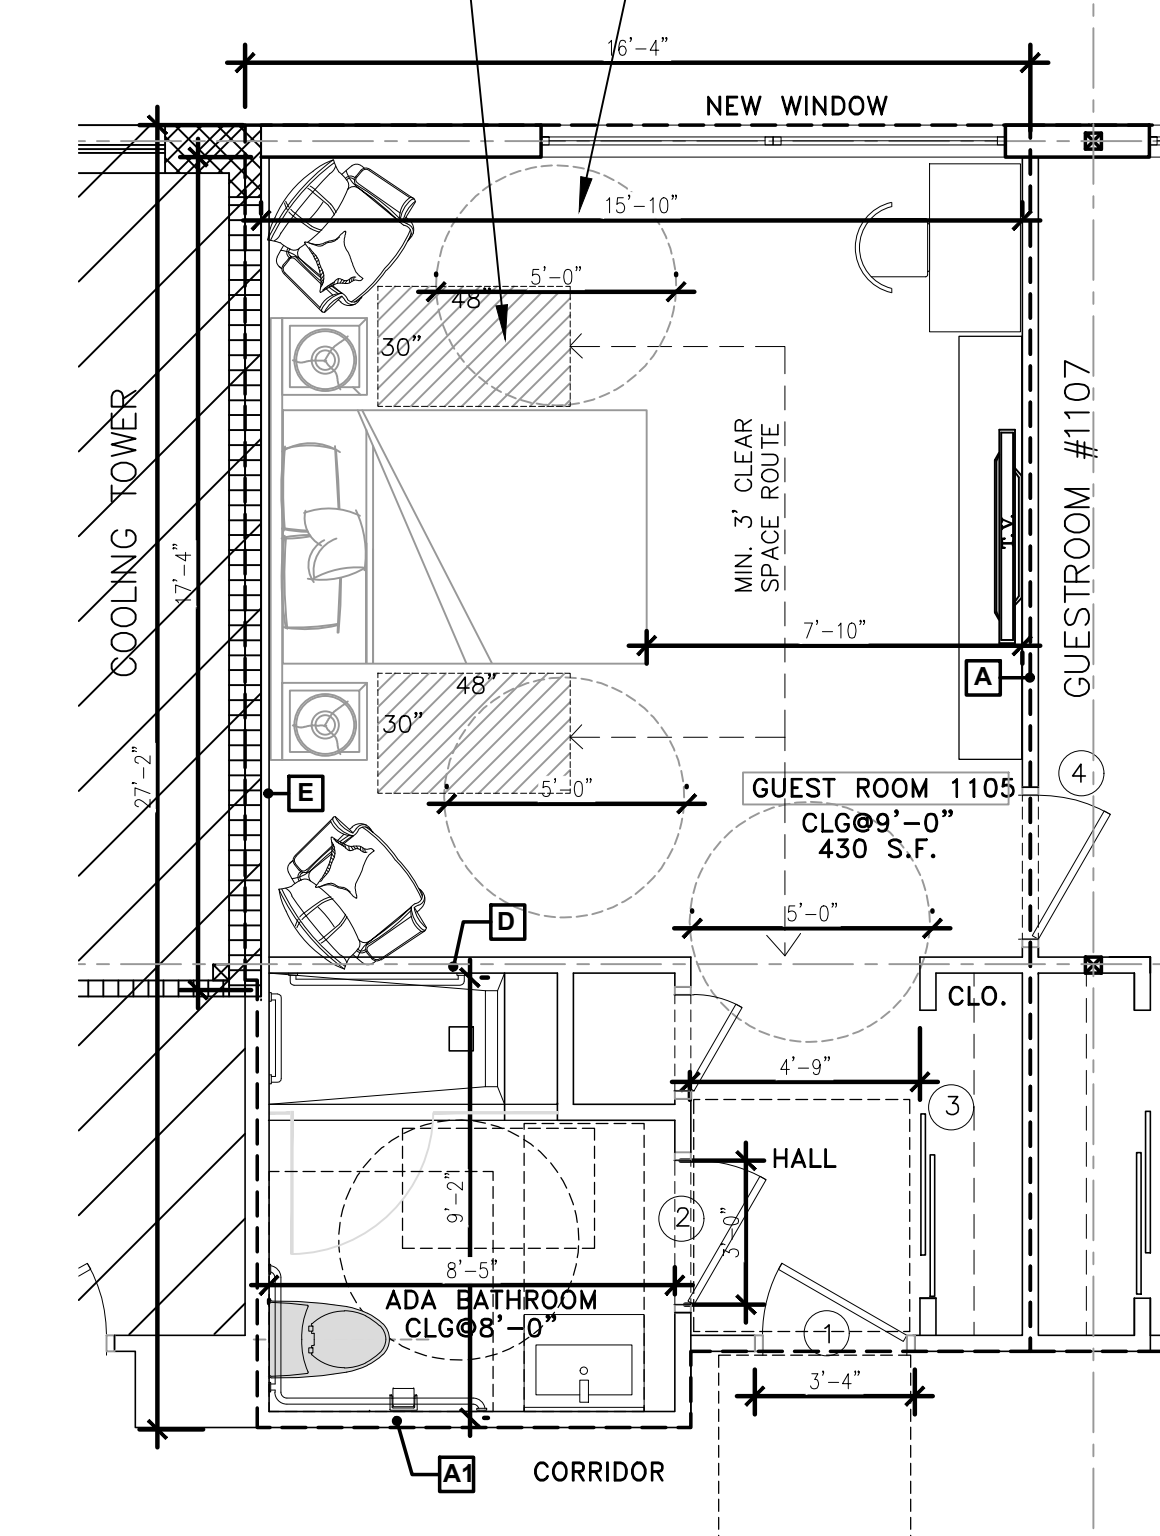 16'-4"
NEW WINDOW
15'-10"
5'-0"
48"
30"
COOLING TOWER
17'-4"
27'-2"
MIN. 3' CLEAR
SPACE ROUTE
T.V.
GUESTROOM #1107
7'-10"
A
48"
30"
5'-0"
E
GUEST ROOM 1105
CLG@9'-0"
430 S.F.
4
D
5'-0"
CLO.
4'-9"
3
HALL
9'-2"
2
3'-0"
8'-5"
ADA BATHROOM
CLG@8'-0"
1
3'-4"
A1
CORRIDOR